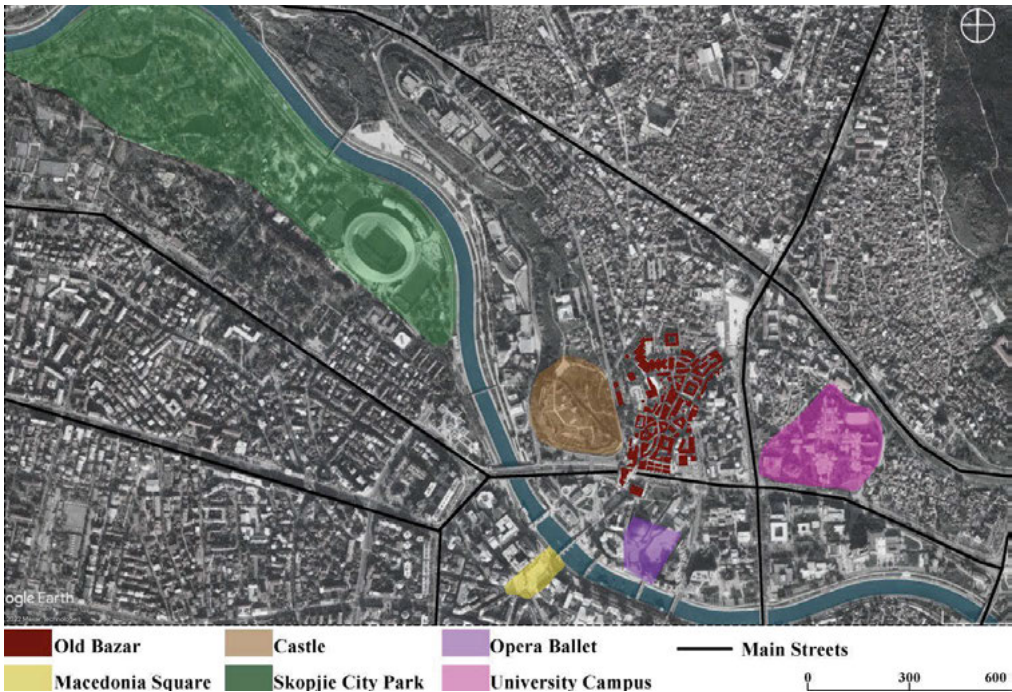 ogle Earth
Old Bazar
Castle
Opera Ballet
Main Streets
Macedonia Square
Skopjie City Park
University Campus
0 300 600